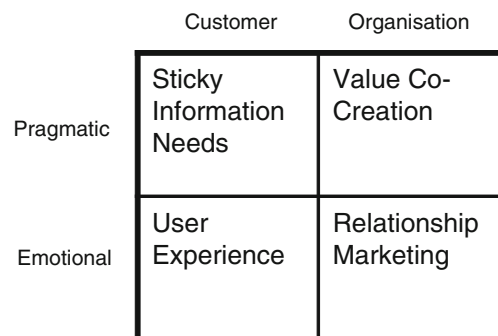 Customer Organisation
Pragmatic
Sticky
Information
Needs
Value Co-
Creation
Emotional
User
Experience
Relationship
Marketing